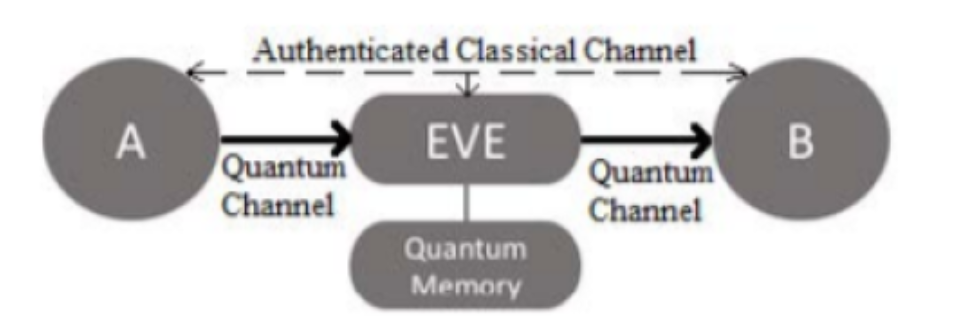 Authenticated Classical Channel
A
EVE
B
Quantum
Channel
Quantum
Channel
Quantum
Memory